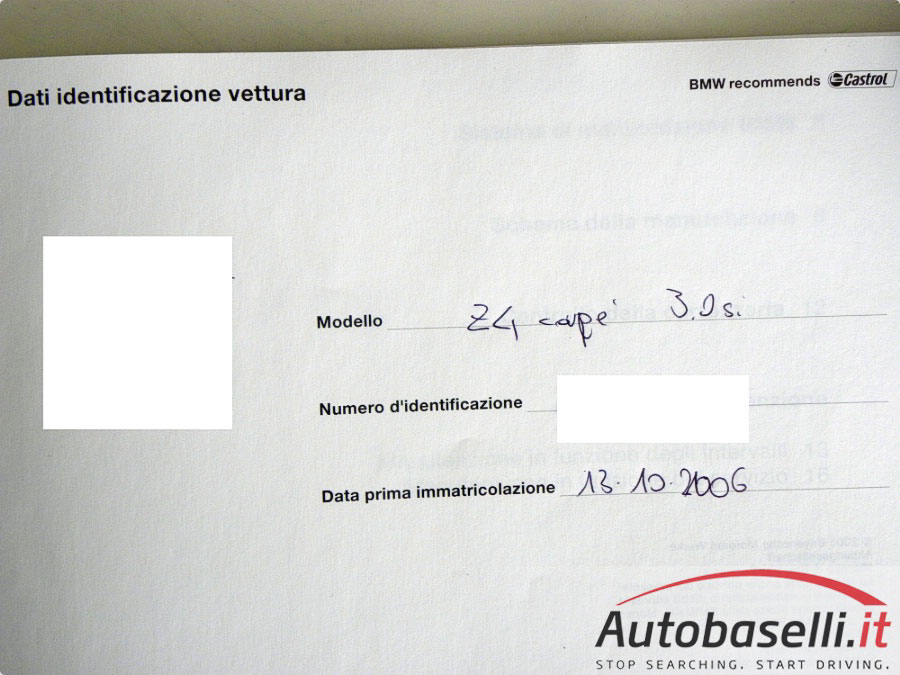 Dati identificazione vettura
BMW recommends Castrol
Modello Z4 cupè 3.0si
Numero d'identificazione
Data prima immatricolazione 13.10.2006
Autobaselli.it
STOP SEARCHING. START DRIVING.